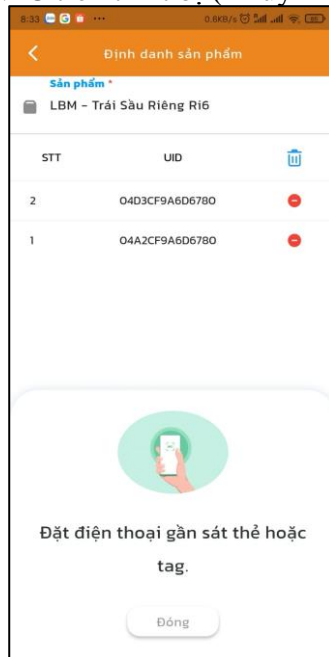 8:33 ... 0.6KB/s
Định danh sản phẩm
Sản phẩm *
LBM - Trái Sầu Riêng Ri6
STT UID
2 04D3CF9A6D6780
1 04A2CF9A6D6780
Đặt điện thoại gần sát thẻ hoặc
tag.
Đóng